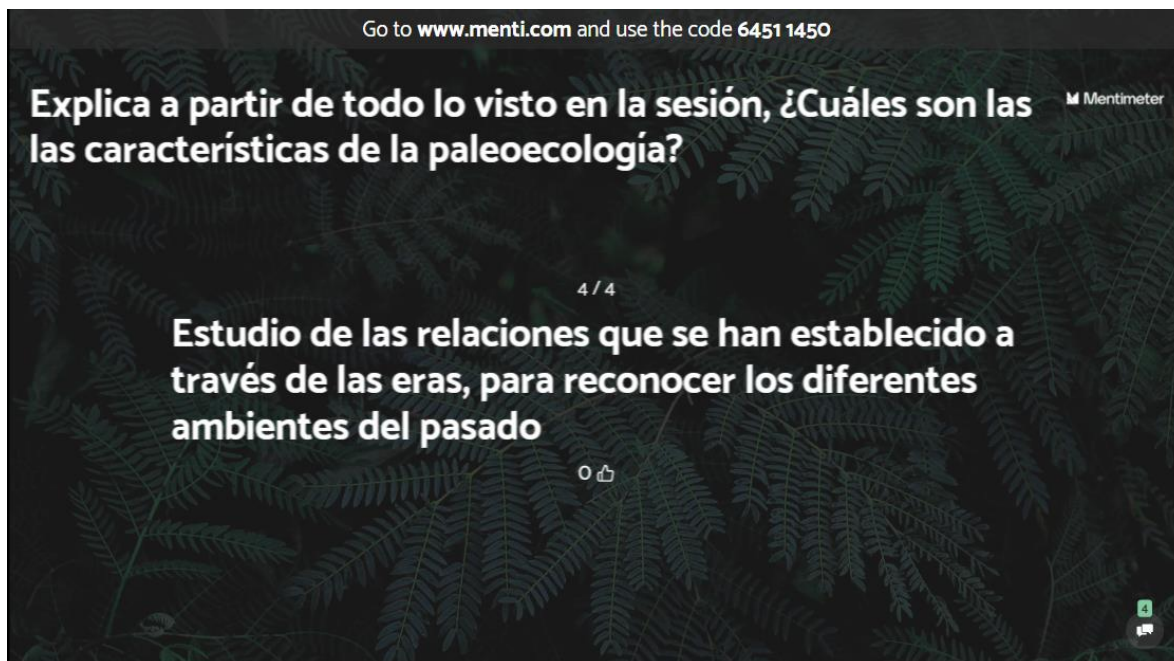 Go to www.menti.com and use the code 6451 1450
Explica a partir de todo lo visto en la sesión, ¿Cuáles son las
las características de la paleoecología?
Mentimeter
4 / 4
Estudio de las relaciones que se han establecido a
través de las eras, para reconocer los diferentes
ambientes del pasado
0
4